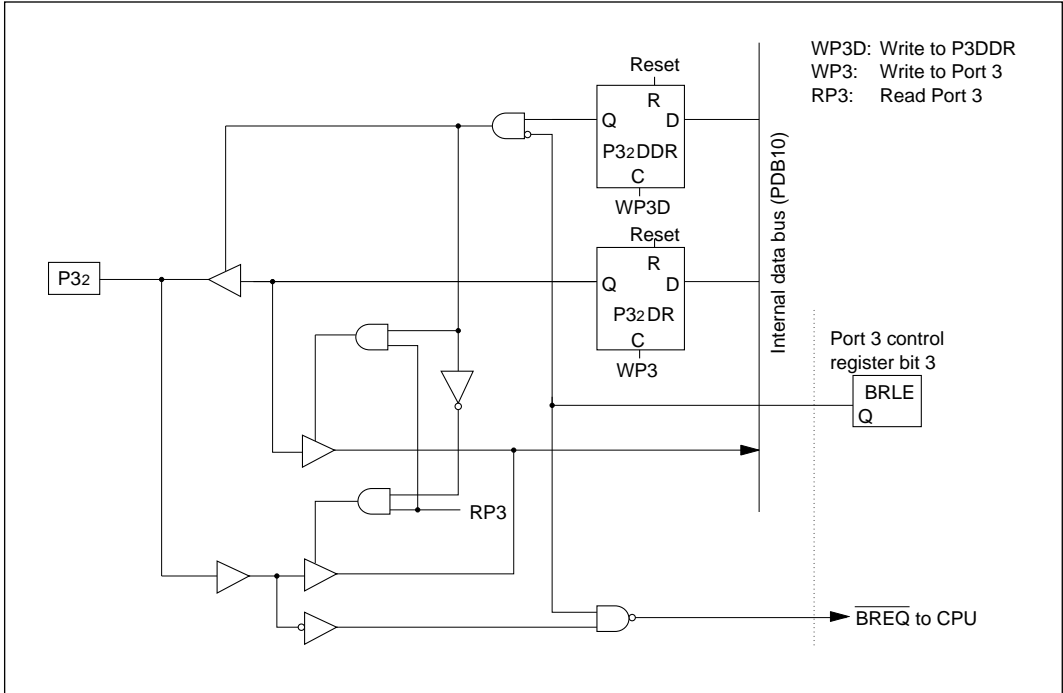 WP3D: Write to P3DDR
WP3: Write to Port 3
RP3: Read Port 3
Reset
R
Q
D
P32DDR
C
WP3D
Reset
R
Q
D
P32DR
C
WP3
P32
Internal data bus (PDB10)
Port 3 control
register bit 3
BRLE
Q
RP3
BREQ to CPU